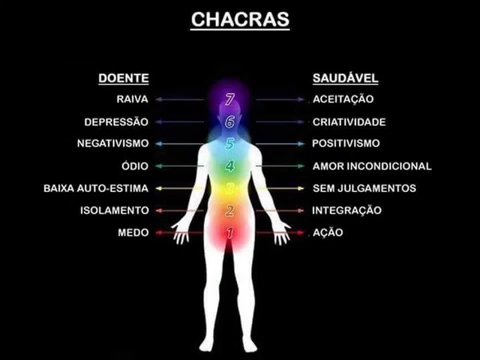 CHACRAS
DOENTE SAUDÁVEL
RAIVA 7 ACEITAÇÃO
DEPRESSÃO 6 CRIATIVIDADE
NEGATIVISMO 5 POSITIVISMO
ÓDIO 4 AMOR INCONDICIONAL
BAIXA AUTO-ESTIMA 3 SEM JULGAMENTOS
ISOLAMENTO 2 INTEGRAÇÃO
MEDO 1 AÇÃO